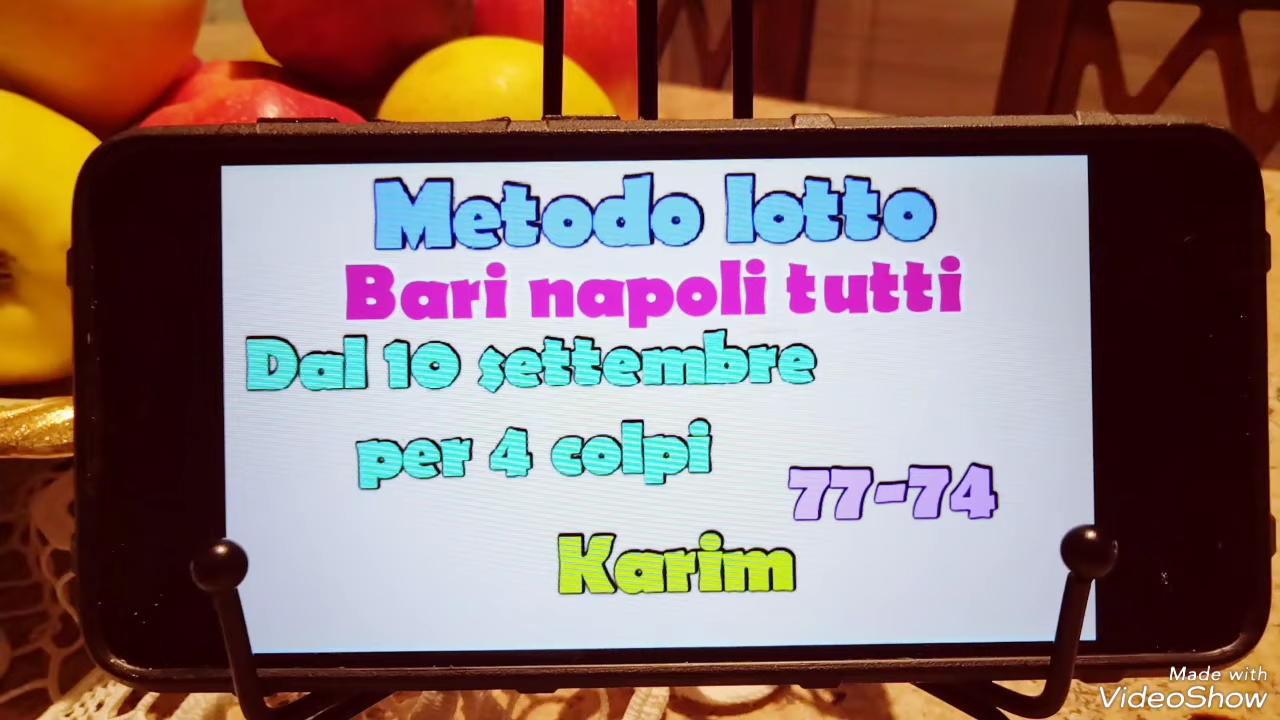 Metodo lotto
Bari napoli tutti
Dal 10 settembre
per 4 colpi
77-74
Karim
Made with
VideoShow